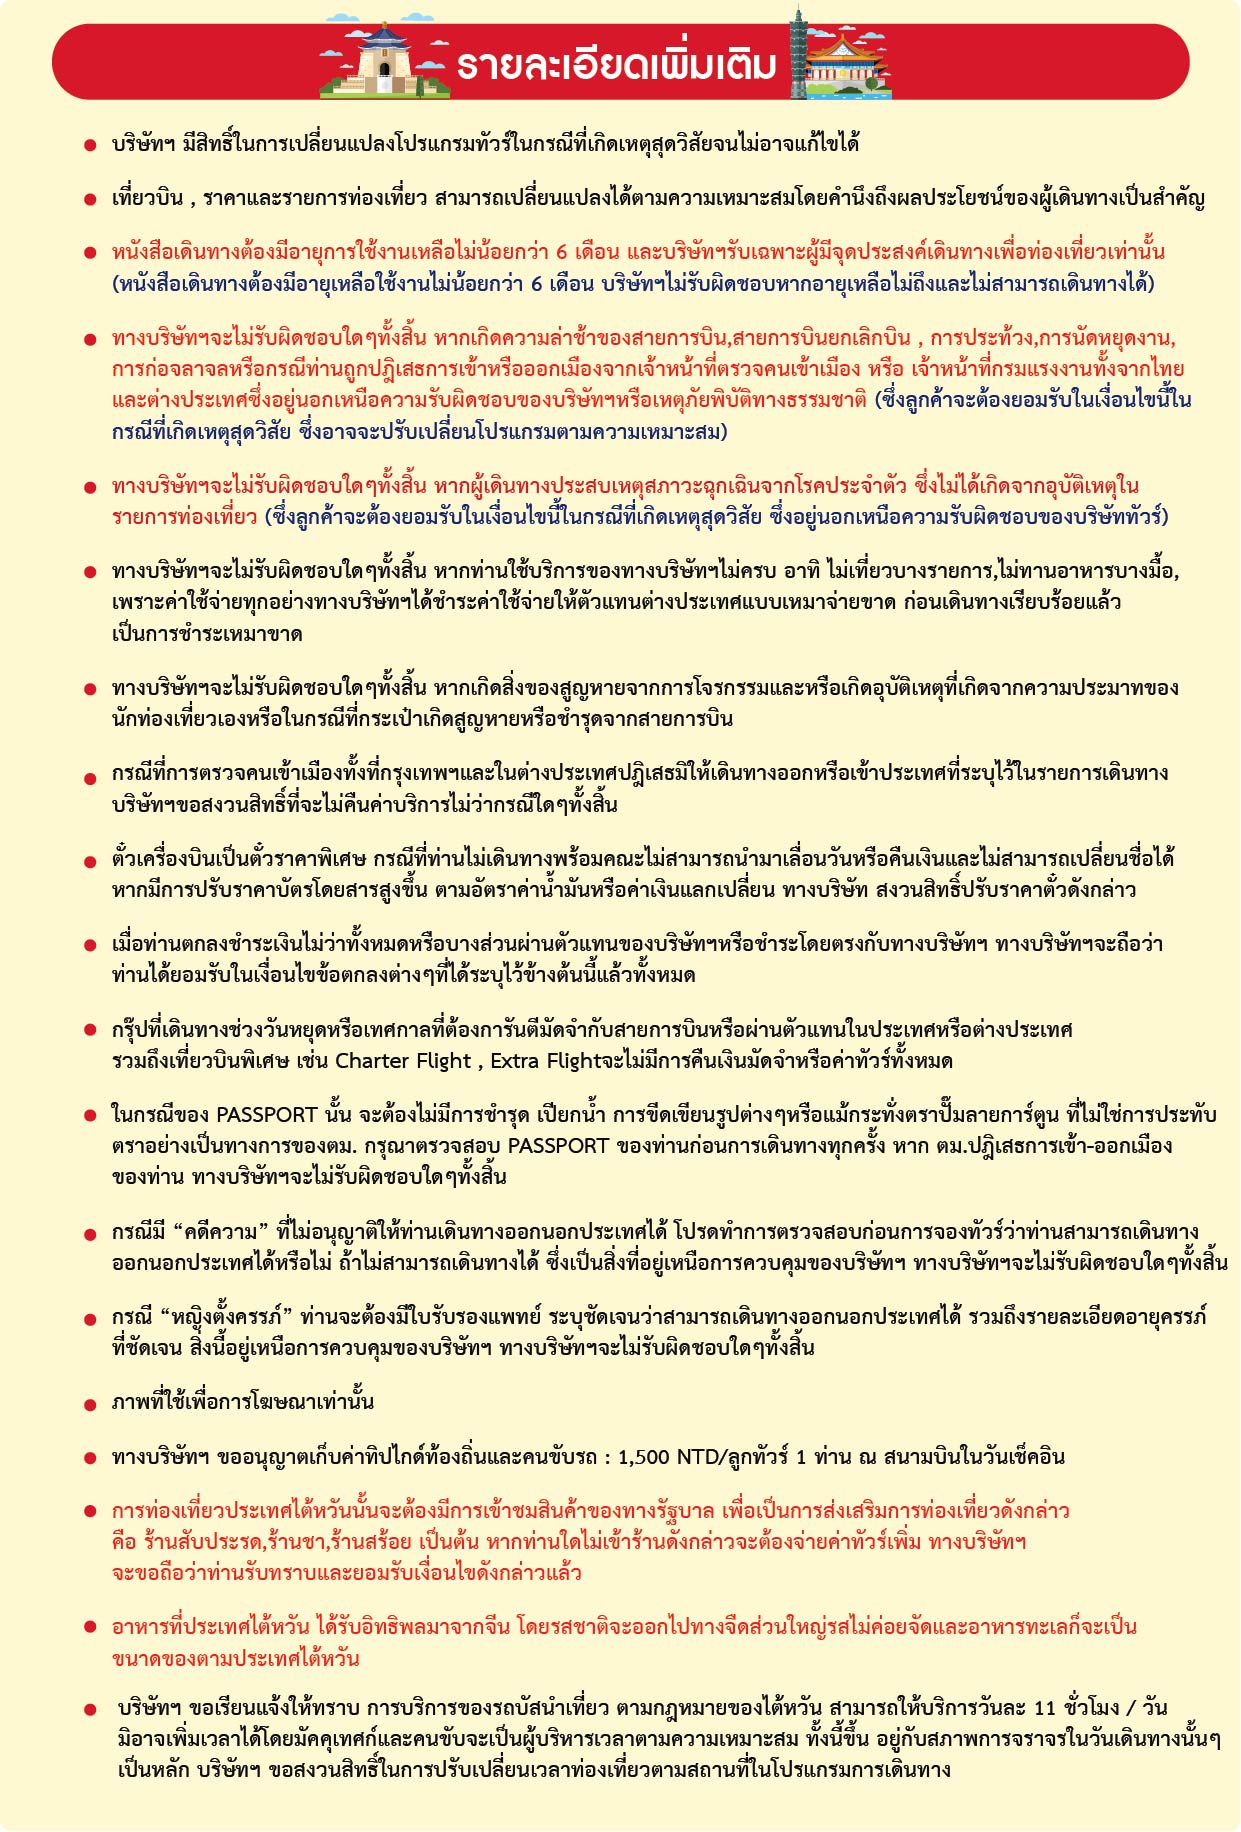 รายละเอียดเพิ่มเติม
บริษัทฯ มีสิทธิ์ในการเปลี่ยนแปลงโปรแกรมทัวร์ในกรณีที่เกิดเหตุสุดวิสัยจนไม่อาจแก้ไขได้
เที่ยวบิน , ราคาและรายการท่องเที่ยว สามารถเปลี่ยนแปลงได้ตามความเหมาะสมโดยคำนึงถึงผลประโยชน์ของผู้เดินทางเป็นสำคัญ
หนังสือเดินทางต้องมีอายุการใช้งานเหลือไม่น้อยกว่า 6 เดือน และบริษัทฯรับเฉพาะผู้มีจุดประสงค์เดินทางเพื่อท่องเที่ยวเท่านั้น
(หนังสือเดินทางต้องมีอายุเหลือใช้งานไม่น้อยกว่า 6 เดือน บริษัทฯไม่รับผิดชอบหากอายุเหลือไม่ถึงและไม่สามารถเดินทางได้)
ทางบริษัทฯจะไม่รับผิดชอบใดๆทั้งสิ้น หากเกิดความล่าช้าของสายการบิน,สายการบินยกเลิกบิน , การประท้วง,การนัดหยุดงาน,
การก่อจลาจลหรือกรณีท่านถูกปฏิเสธการเข้าหรือออกเมืองจากเจ้าหน้าที่ตรวจคนเข้าเมือง หรือ เจ้าหน้าที่กรมแรงงานทั้งจากไทย
และต่างประเทศซึ่งอยู่นอกเหนือความรับผิดชอบของบริษัทฯหรือเหตุภัยพิบัติทางธรรมชาติ (ซึ่งลูกค้าจะต้องยอมรับในเงื่อนไขนี้ใน
กรณีที่เกิดเหตุสุดวิสัย ซึ่งอาจจะปรับเปลี่ยนโปรแกรมตามความเหมาะสม)
ทางบริษัทฯจะไม่รับผิดชอบใดๆทั้งสิ้น หากผู้เดินทางประสบเหตุสภาวะฉุกเฉินจากโรคประจำตัว ซึ่งไม่ได้เกิดจากอุบัติเหตุใน
รายการท่องเที่ยว (ซึ่งลูกค้าจะต้องยอมรับในเงื่อนไขนี้ในกรณีที่เกิดเหตุสุดวิสัย ซึ่งอยู่นอกเหนือความรับผิดชอบของบริษัททัวร์)
ทางบริษัทฯจะไม่รับผิดชอบใดๆทั้งสิ้น หากท่านใช้บริการของทางบริษัทฯไม่ครบ อาทิ ไม่เที่ยวบางรายการ,ไม่ทานอาหารบางมื้อ,
เพราะค่าใช้จ่ายทุกอย่างทางบริษัทฯได้ชำระค่าใช้จ่ายให้ตัวแทนต่างประเทศแบบเหมาจ่ายขาด ก่อนเดินทางเรียบร้อยแล้ว
เป็นการชำระเหมาขาด
ทางบริษัทฯจะไม่รับผิดชอบใดๆทั้งสิ้น หากเกิดสิ่งของสูญหายจากการโจรกรรมและหรือเกิดอุบัติเหตุที่เกิดจากความประมาทของ
นักท่องเที่ยวเองหรือในกรณีที่กระเป๋าเกิดสูญหายหรือชำรุดจากสายการบิน
กรณีที่การตรวจคนเข้าเมืองทั้งที่กรุงเทพฯและในต่างประเทศปฏิเสธมิให้เดินทางออกหรือเข้าประเทศที่ระบุไว้ในรายการเดินทาง
บริษัทฯขอสงวนสิทธิ์ที่จะไม่คืนค่าบริการไม่ว่ากรณีใดๆทั้งสิ้น
ตั๋วเครื่องบินเป็นตั๋วราคาพิเศษ กรณีที่ท่านไม่เดินทางพร้อมคณะไม่สามารถนำมาเลื่อนวันหรือคืนเงินและไม่สามารถเปลี่ยนชื่อได้
หากมีการปรับราคาบัตรโดยสารสูงขึ้น ตามอัตราค่าน้ำมันหรือค่าเงินแลกเปลี่ยน ทางบริษัท สงวนสิทธิ์ปรับราคาตั๋วดังกล่าว
เมื่อท่านตกลงชำระเงินไม่ว่าทั้งหมดหรือบางส่วนผ่านตัวแทนของบริษัทฯหรือชำระโดยตรงกับทางบริษัทฯ ทางบริษัทฯจะถือว่า
ท่านได้ยอมรับในเงื่อนไขข้อตกลงต่างๆที่ได้ระบุไว้ข้างต้นนี้แล้วทั้งหมด
กรุ๊ปที่เดินทางช่วงวันหยุดหรือเทศกาลที่ต้องการันตีมัดจำกับสายการบินหรือผ่านตัวแทนในประเทศหรือต่างประเทศ
รวมถึงเที่ยวบินพิเศษ เช่น Charter Flight , Extra Flightจะไม่มีการคืนเงินมัดจำหรือค่าทัวร์ทั้งหมด
ในกรณีของ PASSPORT นั้น จะต้องไม่มีการชำรุด เปียกน้ำ การขีดเขียนรูปต่างๆหรือแม้กระทั่งตราปั๊มลายการ์ตูน ที่ไม่ใช่การประทับ
ตราอย่างเป็นทางการของตม. กรุณาตรวจสอบ PASSPORT ของท่านก่อนการเดินทางทุกครั้ง หาก ตม.ปฏิเสธการเข้า-ออกเมือง
ของท่าน ทางบริษัทฯจะไม่รับผิดชอบใดๆทั้งสิ้น
กรณีมี “คดีความ” ที่ไม่อนุญาติให้ท่านเดินทางออกนอกประเทศได้ โปรดทำการตรวจสอบก่อนการจองทัวร์ว่าท่านสามารถเดินทาง
ออกนอกประเทศได้หรือไม่ ถ้าไม่สามารถเดินทางได้ ซึ่งเป็นสิ่งที่อยู่เหนือการควบคุมของบริษัทฯ ทางบริษัทฯจะไม่รับผิดชอบใดๆทั้งสิ้น
กรณี “หญิงตั้งครรภ์” ท่านจะต้องมีใบรับรองแพทย์ ระบุชัดเจนว่าสามารถเดินทางออกนอกประเทศได้ รวมถึงรายละเอียดอายุครรภ์
ที่ชัดเจน สิ่งนี้อยู่เหนือการควบคุมของบริษัทฯ ทางบริษัทฯจะไม่รับผิดชอบใดๆทั้งสิ้น
ภาพที่ใช้เพื่อการโฆษณาเท่านั้น
ทางบริษัทฯ ขออนุญาตเก็บค่าทิปไกด์ท้องถิ่นและคนขับรถ : 1,500 NTD/ลูกทัวร์ 1 ท่าน ณ สนามบินในวันเช็คอิน
การท่องเที่ยวประเทศไต้หวันนั้นจะต้องมีการเข้าชมสินค้าของทางรัฐบาล เพื่อเป็นการส่งเสริมการท่องเที่ยวดังกล่าว
คือ ร้านสับประรด,ร้านชา,ร้านสร้อย เป็นต้น หากท่านใดไม่เข้าร้านดังกล่าวจะต้องจ่ายค่าทัวร์เพิ่ม ทางบริษัทฯ
จะขอถือว่าท่านรับทราบและยอมรับเงื่อนไขดังกล่าวแล้ว
อาหารที่ประเทศไต้หวัน ได้รับอิทธิพลมาจากจีน โดยรสชาติจะออกไปทางจืดส่วนใหญ่รสไม่ค่อยจัดและอาหารทะเลก็จะเป็น
ขนาดของตามประเทศไต้หวัน
บริษัทฯ ขอเรียนแจ้งให้ทราบ การบริการของรถบัสนำเที่ยว ตามกฎหมายของไต้หวัน สามารถให้บริการวันละ 11 ชั่วโมง / วัน
มิอาจเพิ่มเวลาได้โดยมัคคุเทศก์และคนขับจะเป็นผู้บริหารเวลาตามความเหมาะสม ทั้งนี้ขึ้น อยู่กับสภาพการจราจรในวันเดินทางนั้นๆ
เป็นหลัก บริษัทฯ ขอสงวนสิทธิ์ในการปรับเปลี่ยนเวลาท่องเที่ยวตามสถานที่ในโปรแกรมการเดินทาง